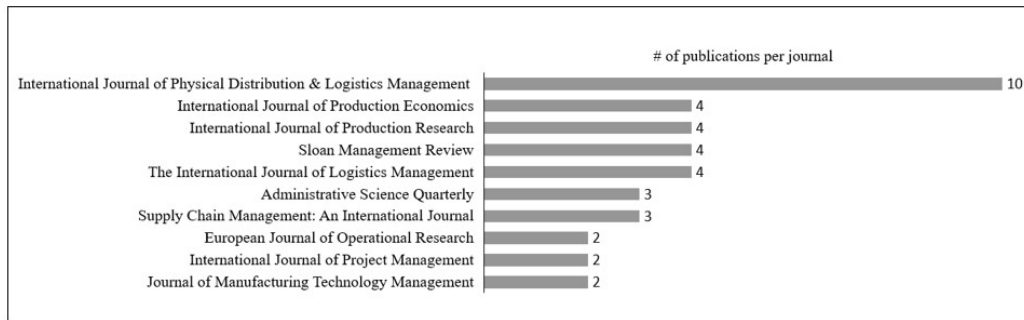 # of publications per journal
International Journal of Physical Distribution & Logistics Management 10
International Journal of Production Economics 4
International Journal of Production Research 4
Sloan Management Review 4
The International Journal of Logistics Management 4
Administrative Science Quarterly 3
Supply Chain Management: An International Journal 3
European Journal of Operational Research 2
International Journal of Project Management 2
Journal of Manufacturing Technology Management 2